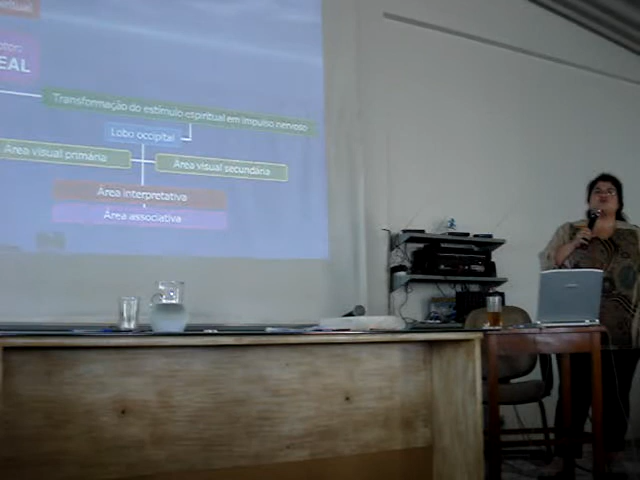 EAL
Transformação do estímulo espiritual em impulso nervoso
Lobo occipital
Área visual primária
Área visual secundária
Área interpretativa
Área associativa